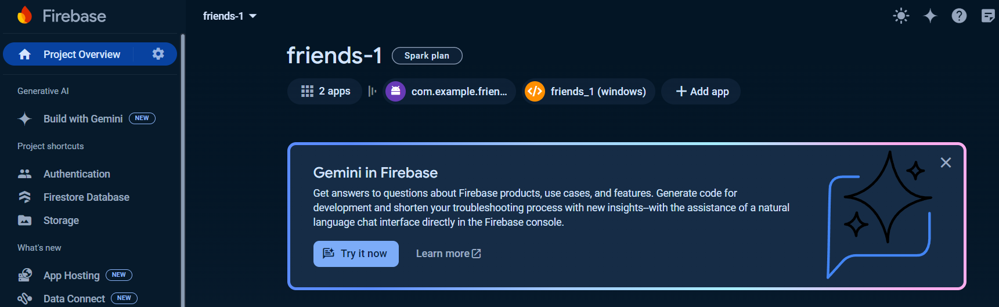 Firebase
friends-1
Project Overview
Generative AI
Build with Gemini NEW
Project shortcuts
Authentication
Firestore Database
Storage
What's new
App Hosting NEW
Data Connect NEW
friends-1 Spark plan
2 apps com.example.frien... friends_1 (windows) + Add app
Gemini in Firebase
Get answers to questions about Firebase products, use cases, and features. Generate code for
development and shorten your troubleshooting process with new insights–with the assistance of a natural
language chat interface directly in the Firebase console.
Try it now Learn more